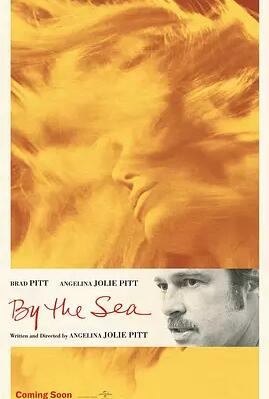 BRAD PITT ANGELINA JOLIE PITT
By the Sea
Written and Directed by ANGELINA JOLIE PITT
Coming Soon